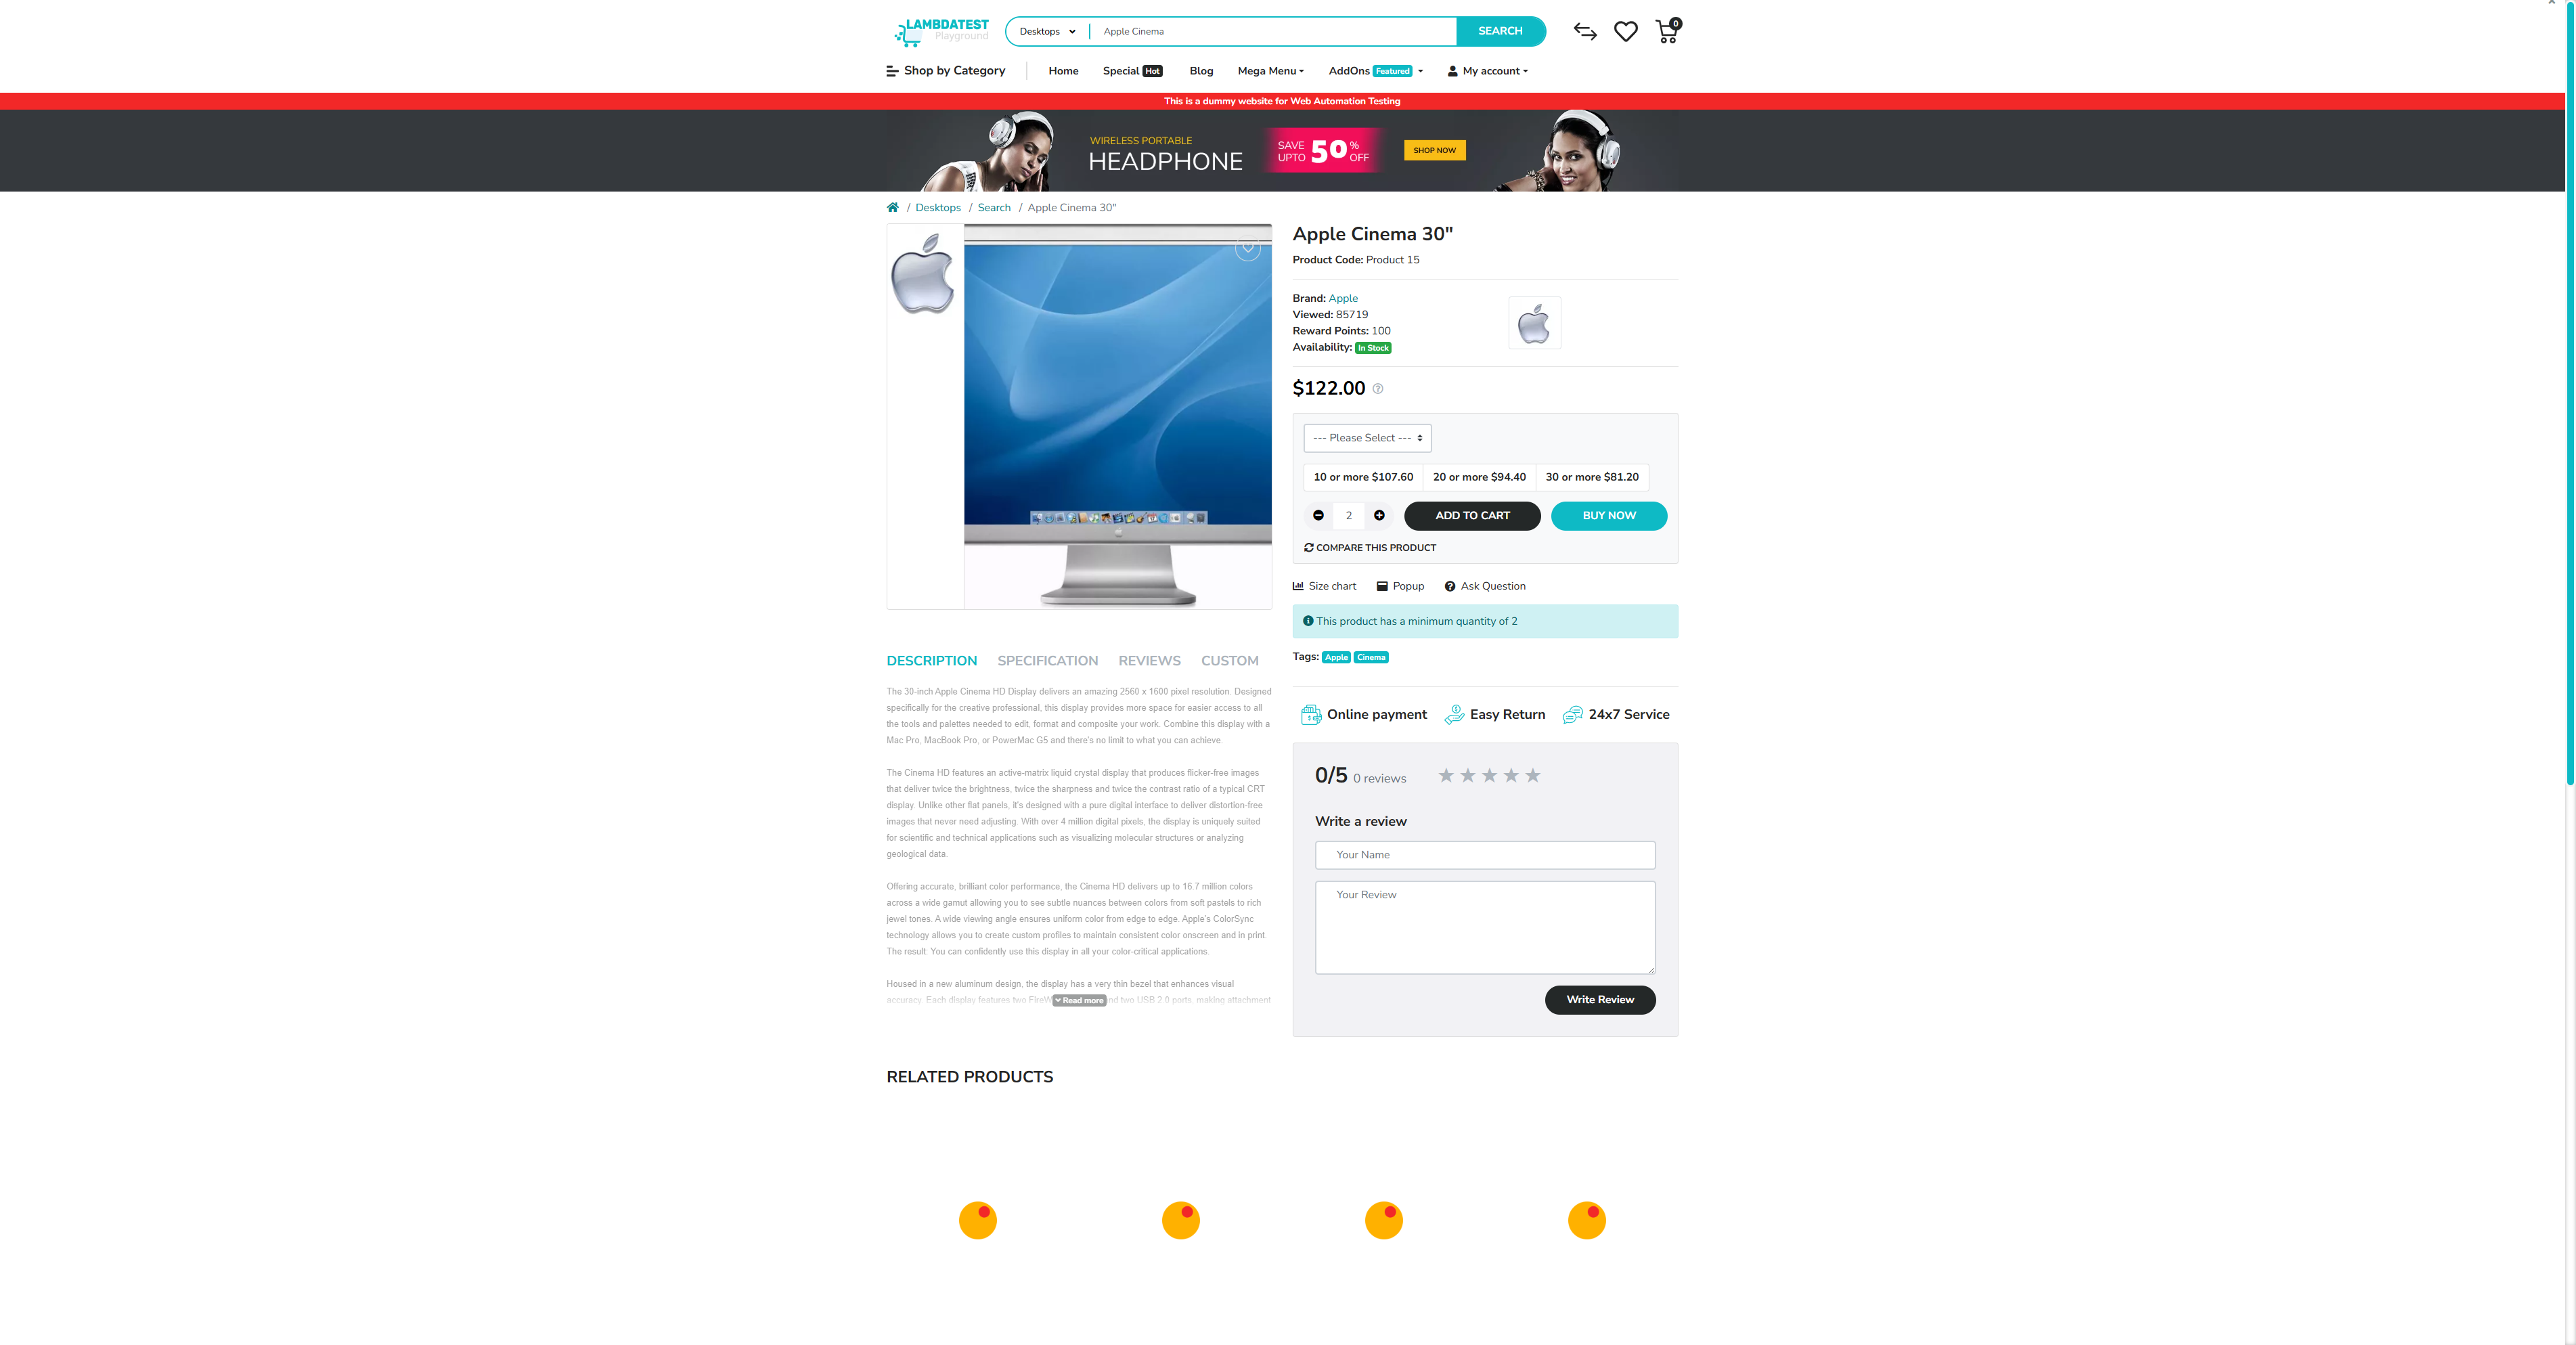 LAMBDATEST
Playground
Desktops
Apple Cinema
SEARCH
0
Shop by Category
Home
Special Hot
Blog
Mega Menu
AddOns Featured
My account
This is a dummy website for Web Automation Testing
WIRELESS PORTABLE
HEADPHONE
SAVE UPTO 50 % OFF
SHOP NOW
/ Desktops / Search / Apple Cinema 30"
Apple Cinema 30"
Product Code: Product 15
Brand: Apple
Viewed: 85719
Reward Points: 100
Availability: In Stock
$122.00
--- Please Select ---
10 or more $107.60
20 or more $94.40
30 or more $81.20
2
ADD TO CART
BUY NOW
COMPARE THIS PRODUCT
Size chart
Popup
Ask Question
This product has a minimum quantity of 2
Tags: Apple Cinema
DESCRIPTION
SPECIFICATION
REVIEWS
CUSTOM
The 30-inch Apple Cinema HD Display delivers an amazing 2560 x 1600 pixel resolution. Designed
specifically for the creative professional, this display provides more space for easier access to all
the tools and palettes needed to edit, format and composite your work. Combine this display with a
Mac Pro, MacBook Pro, or PowerMac G5 and there's no limit to what you can achieve.
The Cinema HD features an active-matrix liquid crystal display that produces flicker-free images
that deliver twice the brightness, twice the sharpness and twice the contrast ratio of a typical CRT
display. Unlike other flat panels, it's designed with a pure digital interface to deliver distortion-free
images that never need adjusting. With over 4 million digital pixels, the display is uniquely suited
for scientific and technical applications such as visualizing molecular structures or analyzing
geological data.
Offering accurate, brilliant color performance, the Cinema HD delivers up to 16.7 million colors
across a wide gamut allowing you to see subtle nuances between colors from soft pastels to rich
jewel tones. A wide viewing angle ensures uniform color from edge to edge. Apple's ColorSync
technology allows you to create custom profiles to maintain consistent color onscreen and in print.
The result: You can confidently use this display in all your color-critical applications.
Housed in a new aluminum design, the display has a very thin bezel that enhances visual
accuracy. Each display features two FireW Read more nd two USB 2.0 ports, making attachment
Online payment
Easy Return
24x7 Service
0/5 0 reviews
Write a review
Your Name
Your Review
Write Review
RELATED PRODUCTS